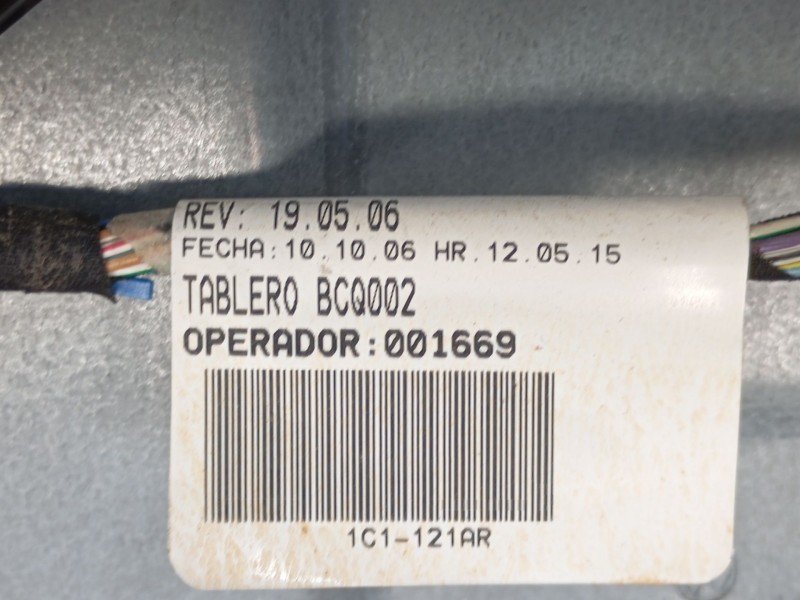 REV: 19.05.06
FECHA:10.10.06 HR.12.05.15
TABLERO BCQ002
OPERADOR:001669
1C1-121AR